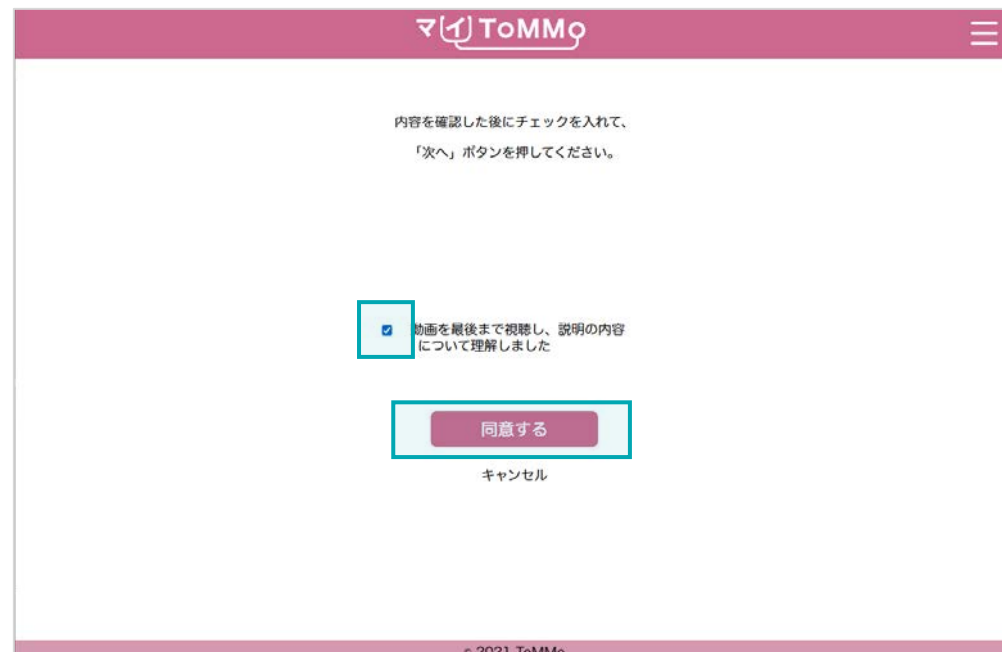 マイToMMo
内容を確認した後にチェックを入れて、
「次へ」ボタンを押してください。
動画を最後まで視聴し、説明の内容
について理解しました
同意する
キャンセル
c 2021 ToMMo